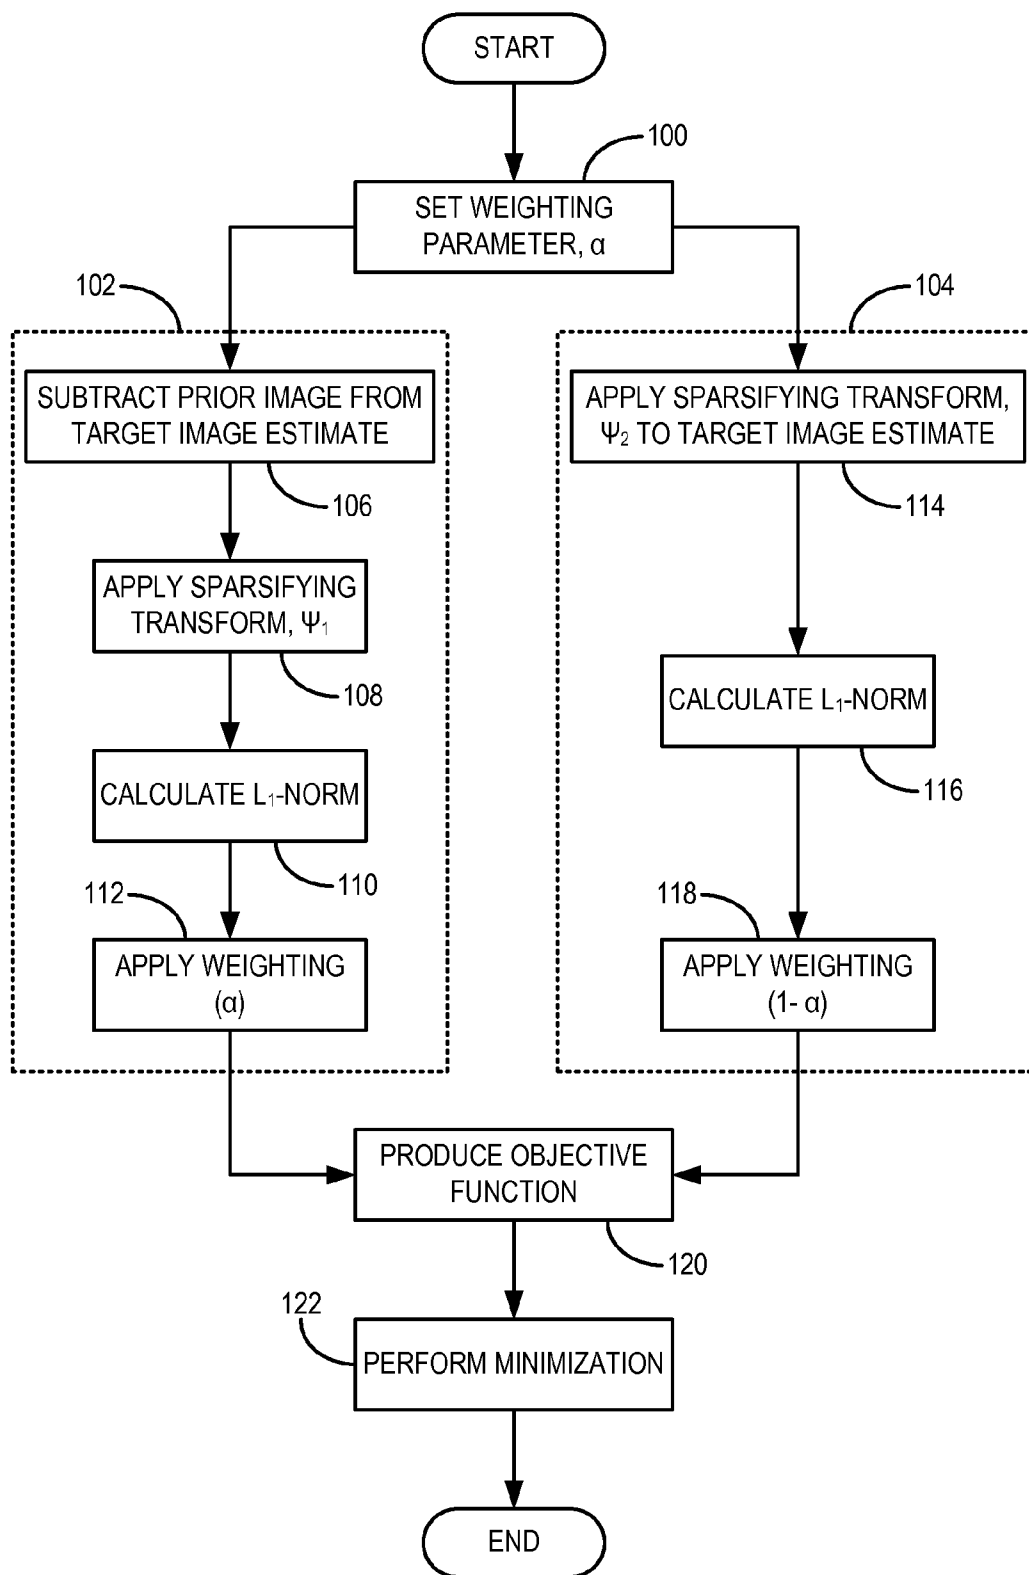 START
100
SET WEIGHTING
PARAMETER, α
102
104
SUBTRACT PRIOR IMAGE FROM
TARGET IMAGE ESTIMATE
106
APPLY SPARSIFYING
TRANSFORM, Ψ₁
108
CALCULATE L₁-NORM
110
112
APPLY WEIGHTING
(α)
APPLY SPARSIFYING TRANSFORM,
Ψ₂ TO TARGET IMAGE ESTIMATE
114
CALCULATE L₁-NORM
116
118
APPLY WEIGHTING
(1- α)
PRODUCE OBJECTIVE
FUNCTION
120
122
PERFORM MINIMIZATION
END